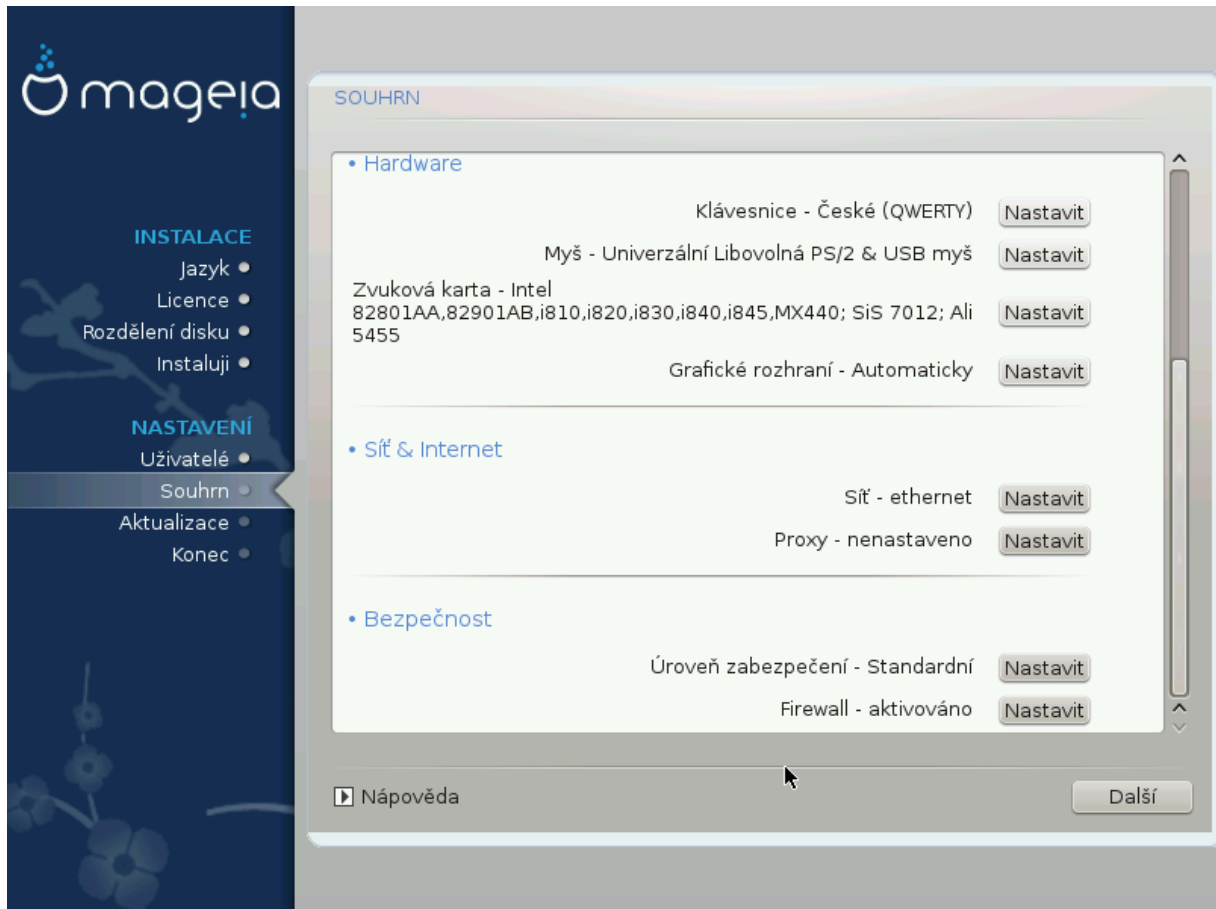 mageia
INSTALACE
Jazyk
Licence
Rozdělení disku
Instaluji
NASTAVENÍ
Uživatelé
Souhrn
Aktualizace
Konec
SOUHRN
• Hardware
Klávesnice - České (QWERTY) Nastavit
Myš - Univerzální Libovolná PS/2 & USB myš Nastavit
Zvuková karta - Intel
82801AA,82901AB,i810,i820,i830,i840,i845,MX440; SiS 7012; Ali Nastavit
5455
Grafické rozhraní - Automaticky Nastavit
• Síť & Internet
Síť - ethernet Nastavit
Proxy - nenastaveno Nastavit
• Bezpečnost
Úroveň zabezpečení - Standardní Nastavit
Firewall - aktivováno Nastavit
Nápověda Další